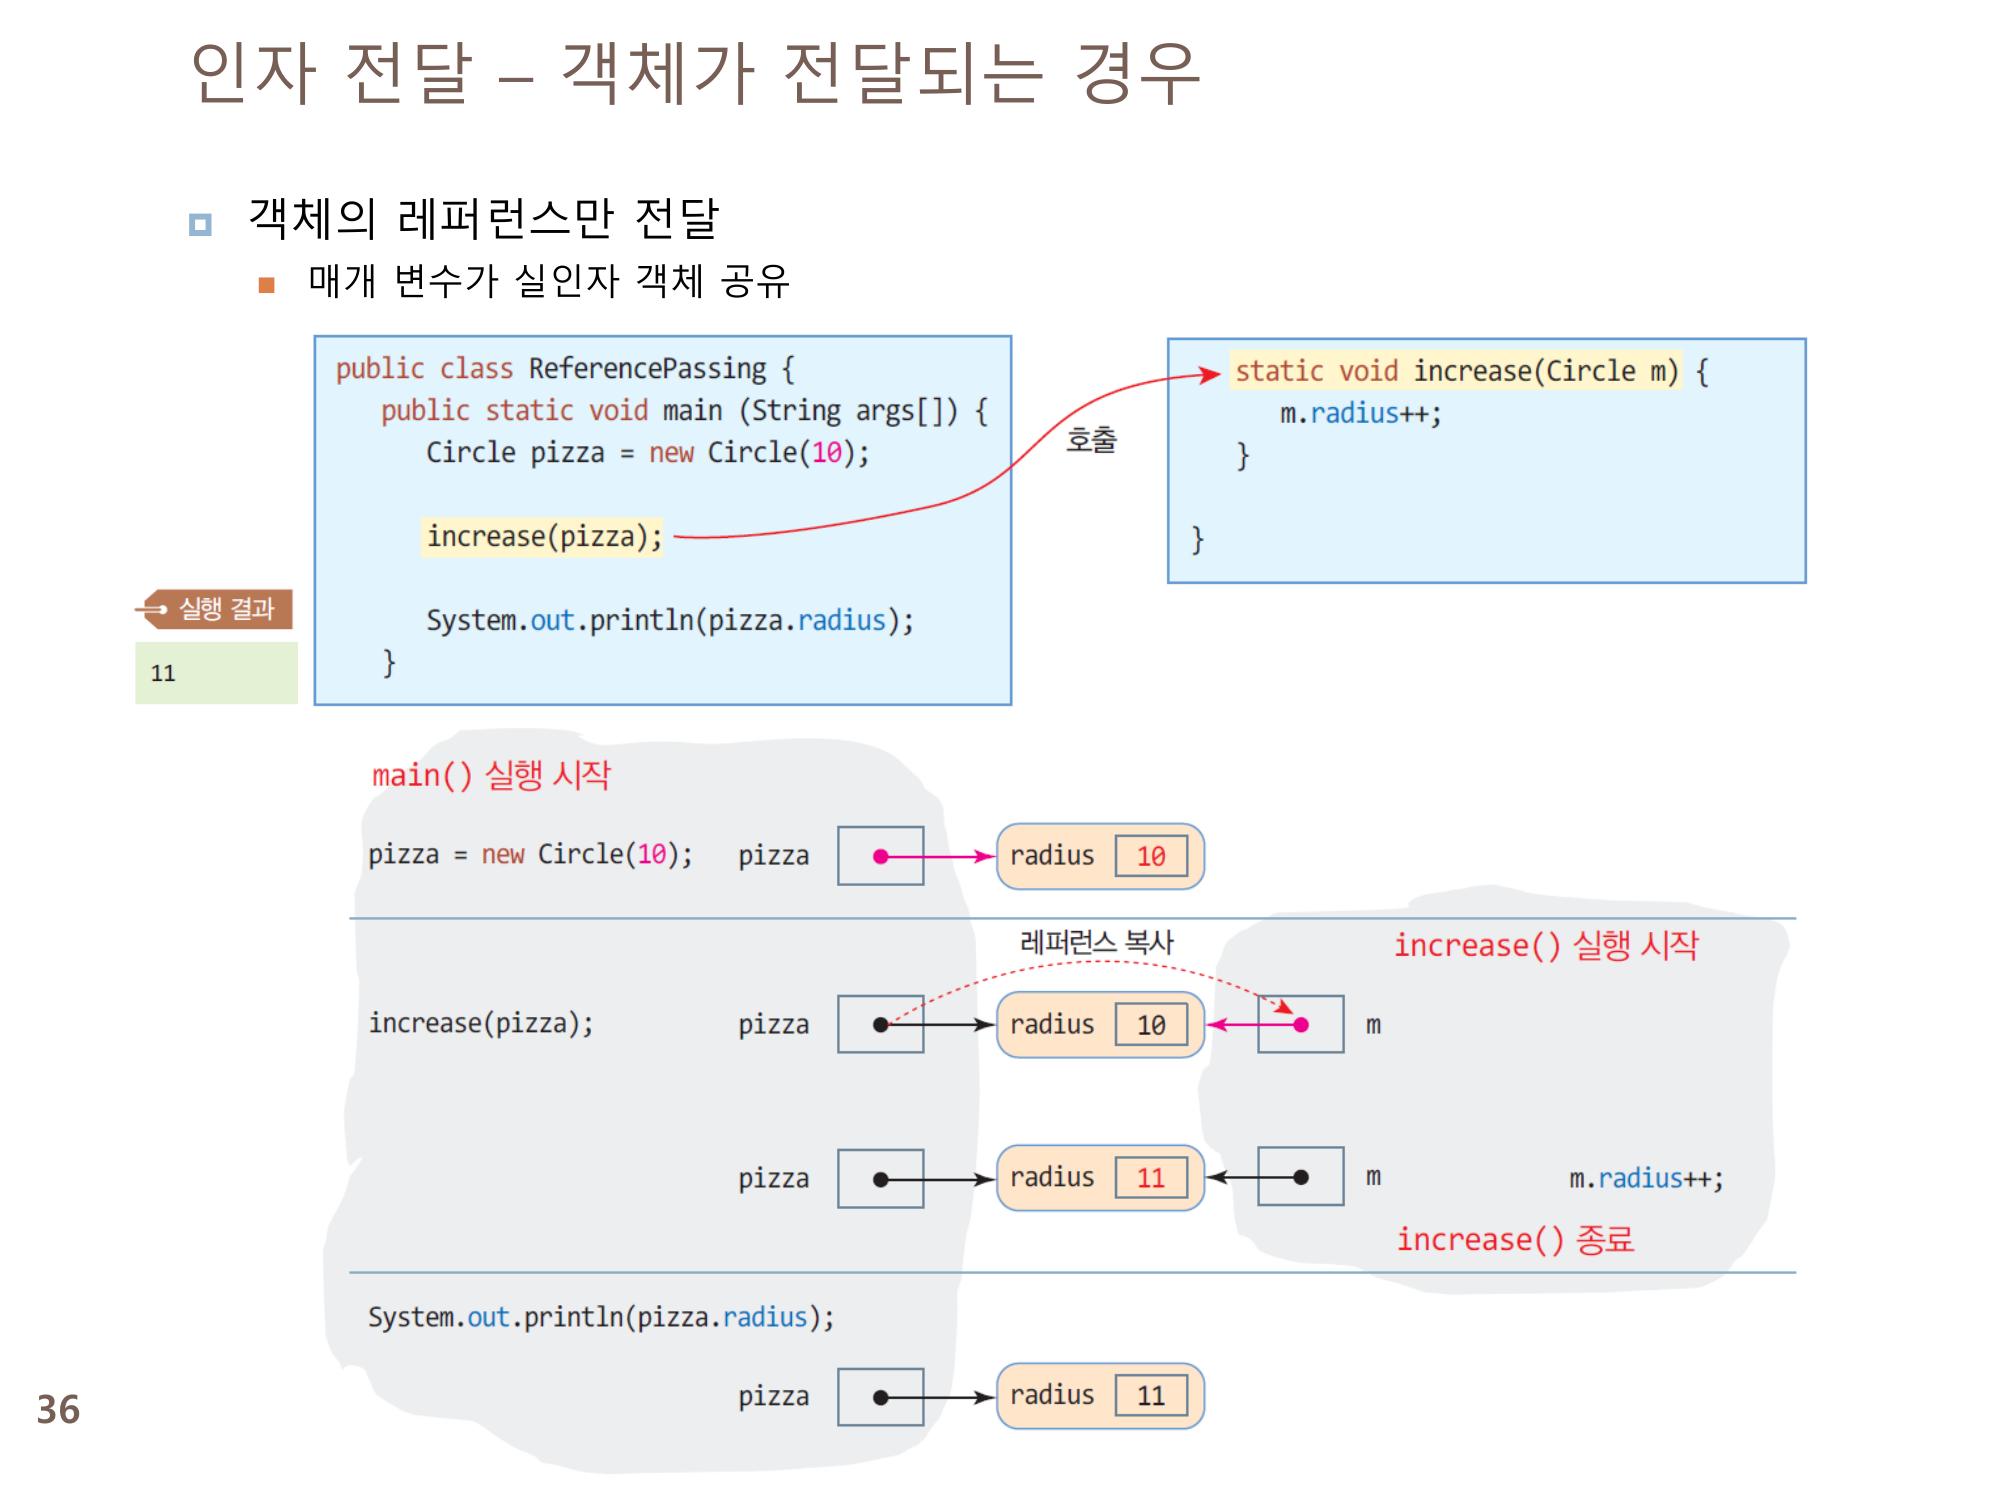 인자 전달 – 객체가 전달되는 경우
객체의 레퍼런스만 전달
매개 변수가 실인자 객체 공유
public class ReferencePassing {
public static void main (String args[]) {
Circle pizza = new Circle(10);
increase(pizza);
System.out.println(pizza.radius);
}
호출
static void increase(Circle m) {
m.radius++;
}
}
실행 결과
11
main() 실행 시작
pizza = new Circle(10);
pizza
radius 10
레퍼런스 복사
increase() 실행 시작
increase(pizza);
pizza
radius 10
m
pizza
radius 11
m
m.radius++;
increase() 종료
System.out.println(pizza.radius);
pizza
radius 11
36